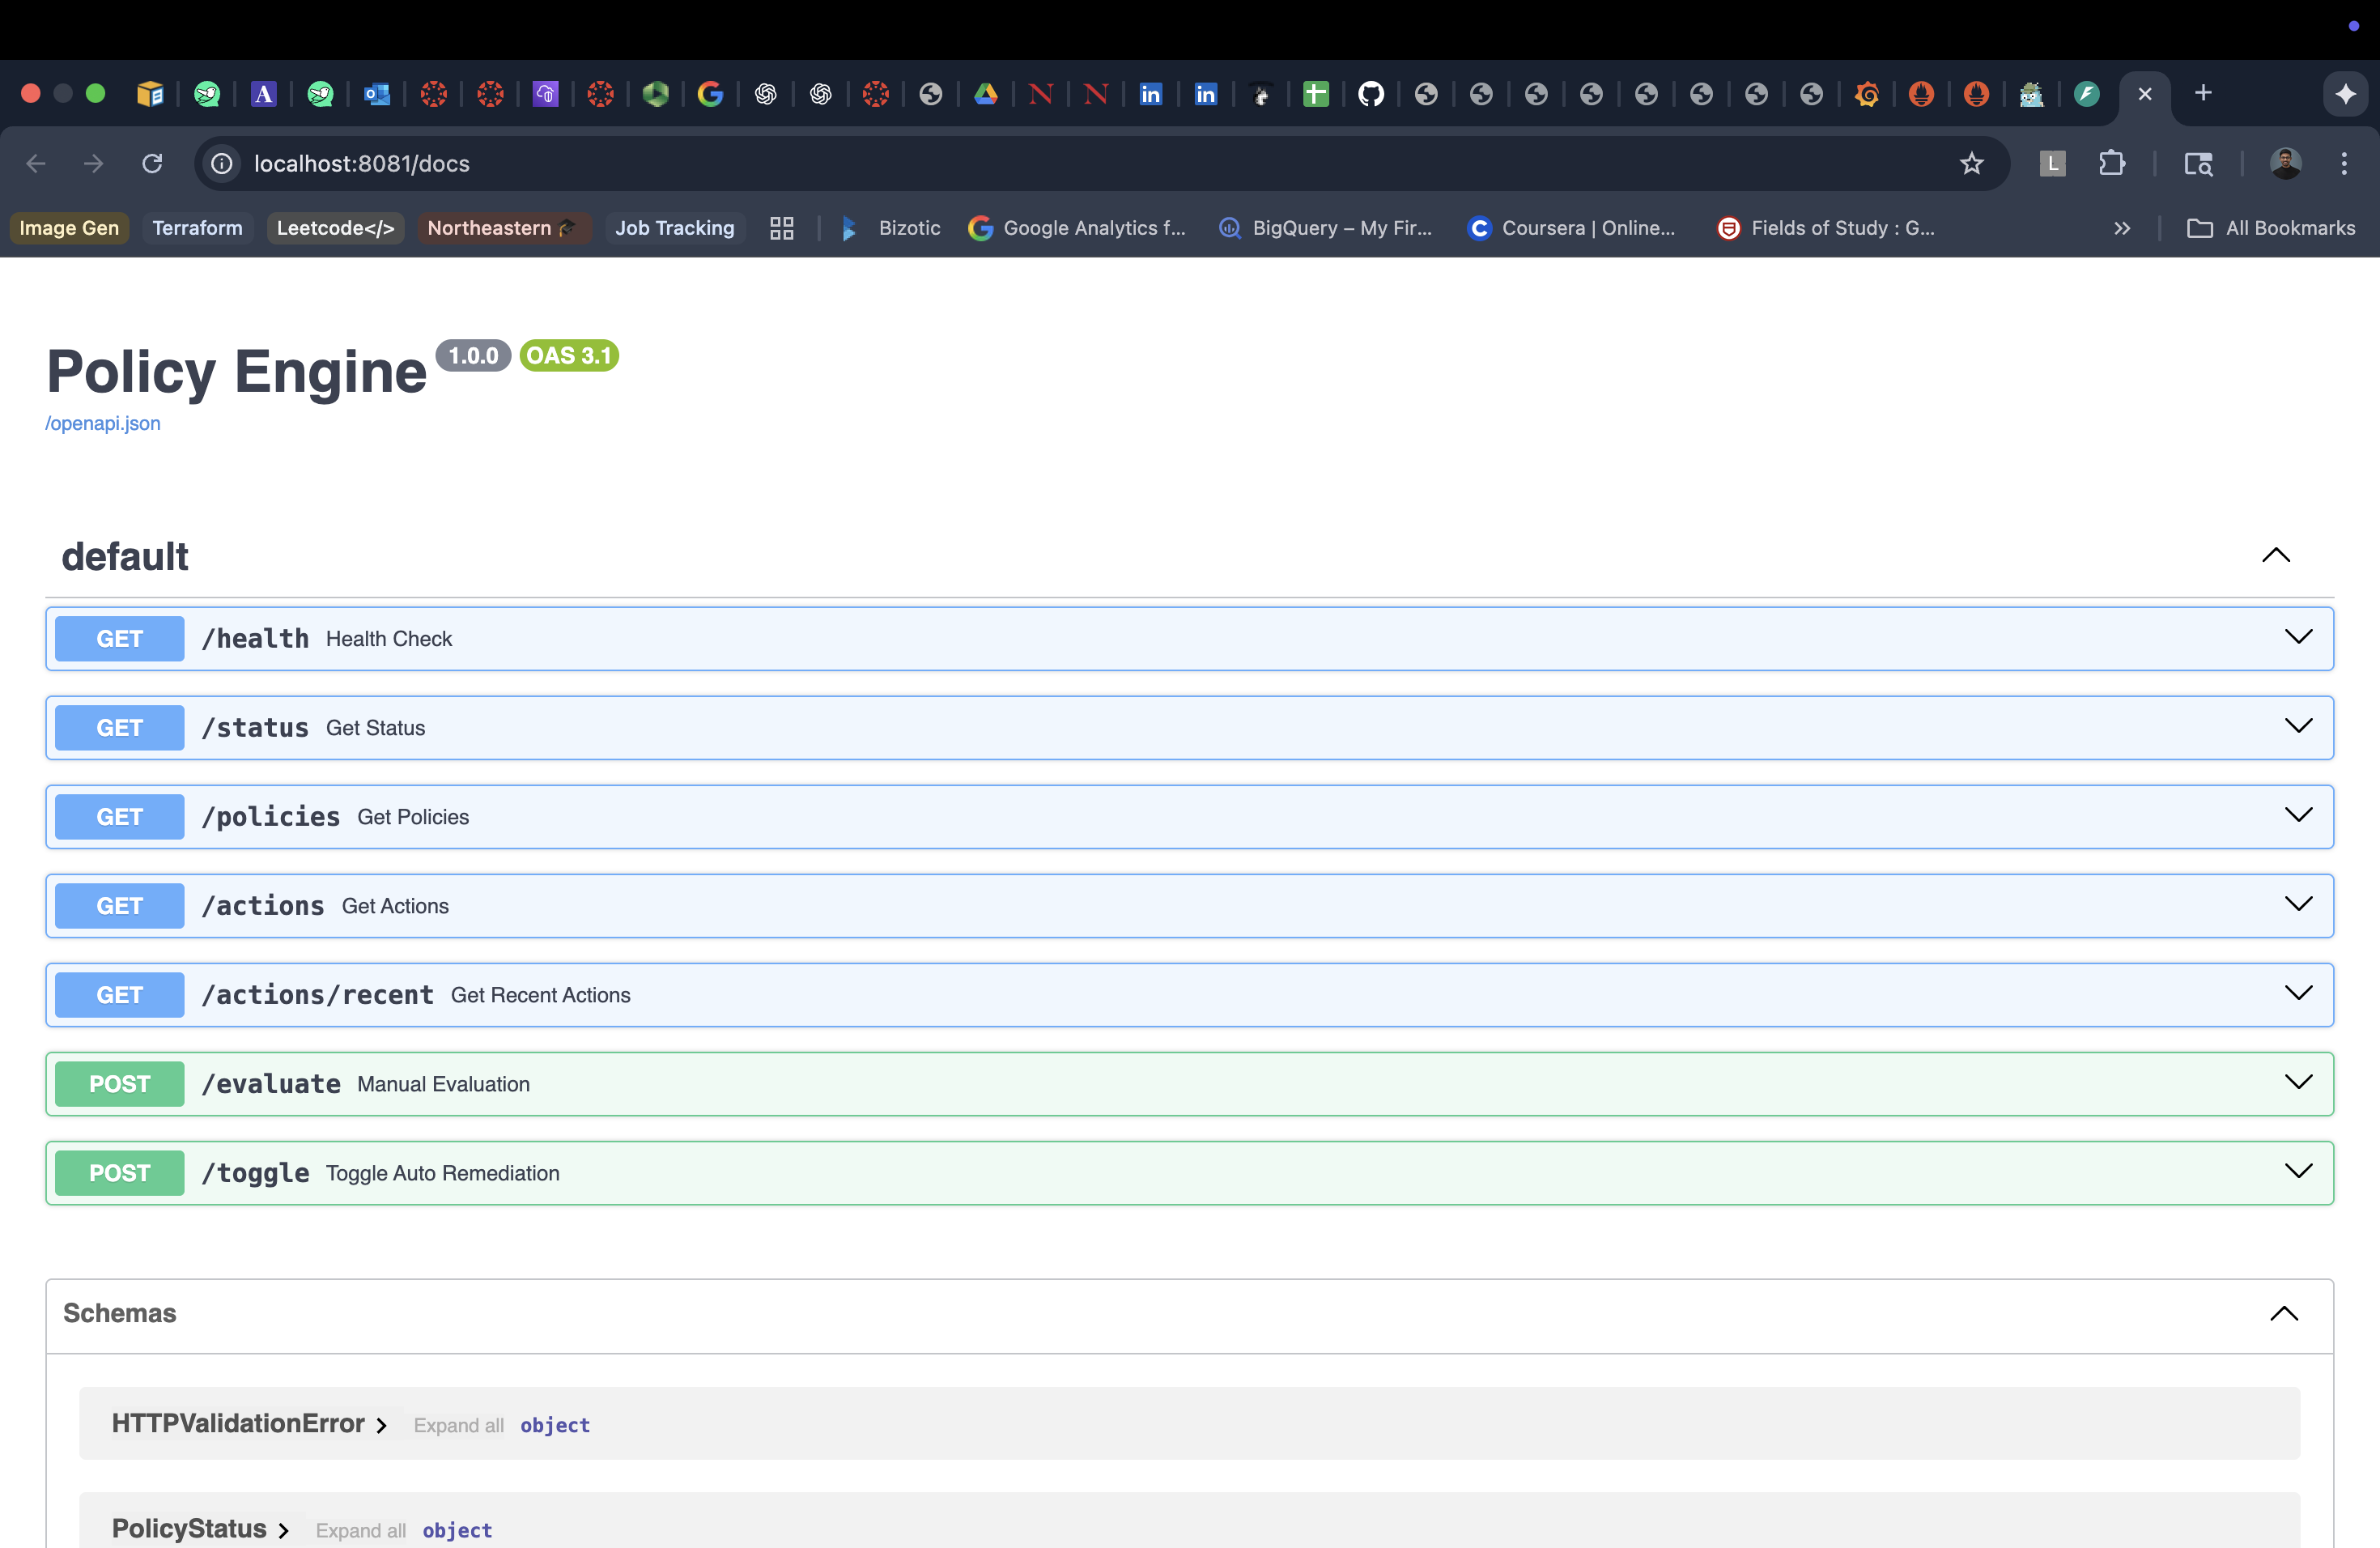 localhost:8081/docs
L
Image Gen Terraform Leetcode</> Northeastern Job Tracking Bizotic Google Analytics f... BigQuery – My Fir... Coursera | Online... Fields of Study : G... All Bookmarks
Policy Engine 1.0.0 OAS 3.1
/openapi.json
default
GET /health Health Check
GET /status Get Status
GET /policies Get Policies
GET /actions Get Actions
GET /actions/recent Get Recent Actions
POST /evaluate Manual Evaluation
POST /toggle Toggle Auto Remediation
Schemas
HTTPValidationError Expand all object
PolicyStatus Expand all object